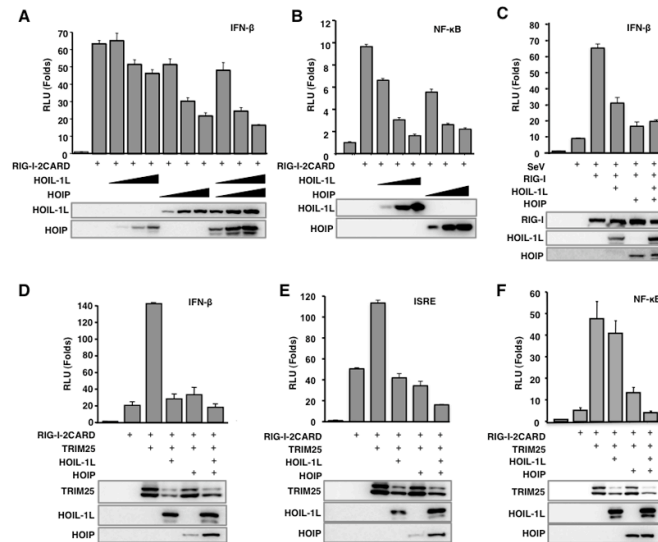 A
IFN-β
RLU (Folds)
70
60
50
40
30
20
10
0
RIG-I-2CARD + + + + + + + + + +
HOIL-1L
HOIP
HOIL-1L
HOIP
B
NF-κB
RLU (Folds)
12
10
8
6
4
2
0
RIG-I-2CARD + + + + + + +
HOIL-1L
HOIP
HOIL-1L
HOIP
C
IFN-β
RLU (Folds)
80
70
60
50
40
30
20
10
0
SeV + + + + +
RIG-I + + + +
HOIL-1L + +
HOIP + +
RIG-I
HOIL-1L
HOIP
D
IFN-β
RLU (Folds)
140
120
100
80
60
40
20
0
RIG-I-2CARD + + + + +
TRIM25 + + + +
HOIL-1L + +
HOIP + +
TRIM25
HOIL-1L
HOIP
E
ISRE
RLU (Folds)
120
100
80
60
40
20
0
RIG-I-2CARD + + + + +
TRIM25 + + + +
HOIL-1L + +
HOIP + +
TRIM25
HOIL-1L
HOIP
F
NF-κB
RLU (Folds)
60
50
40
30
20
10
0
RIG-I-2CARD + + + + +
TRIM25 + + + +
HOIL-1L + +
HOIP + +
TRIM25
HOIL-1L
HOIP